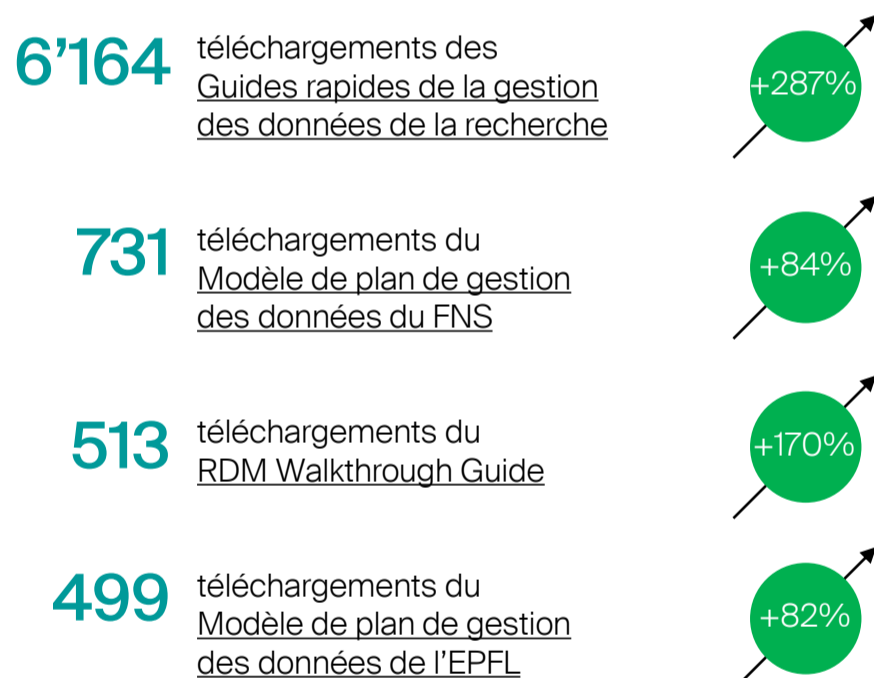 6’164
téléchargements des
Guides rapides de la gestion
des données de la recherche
+287%
731
téléchargements du
Modèle de plan de gestion
des données du FNS
+84%
513
téléchargements du
RDM Walkthrough Guide
+170%
499
téléchargements du
Modèle de plan de gestion
des données de l’EPFL
+82%